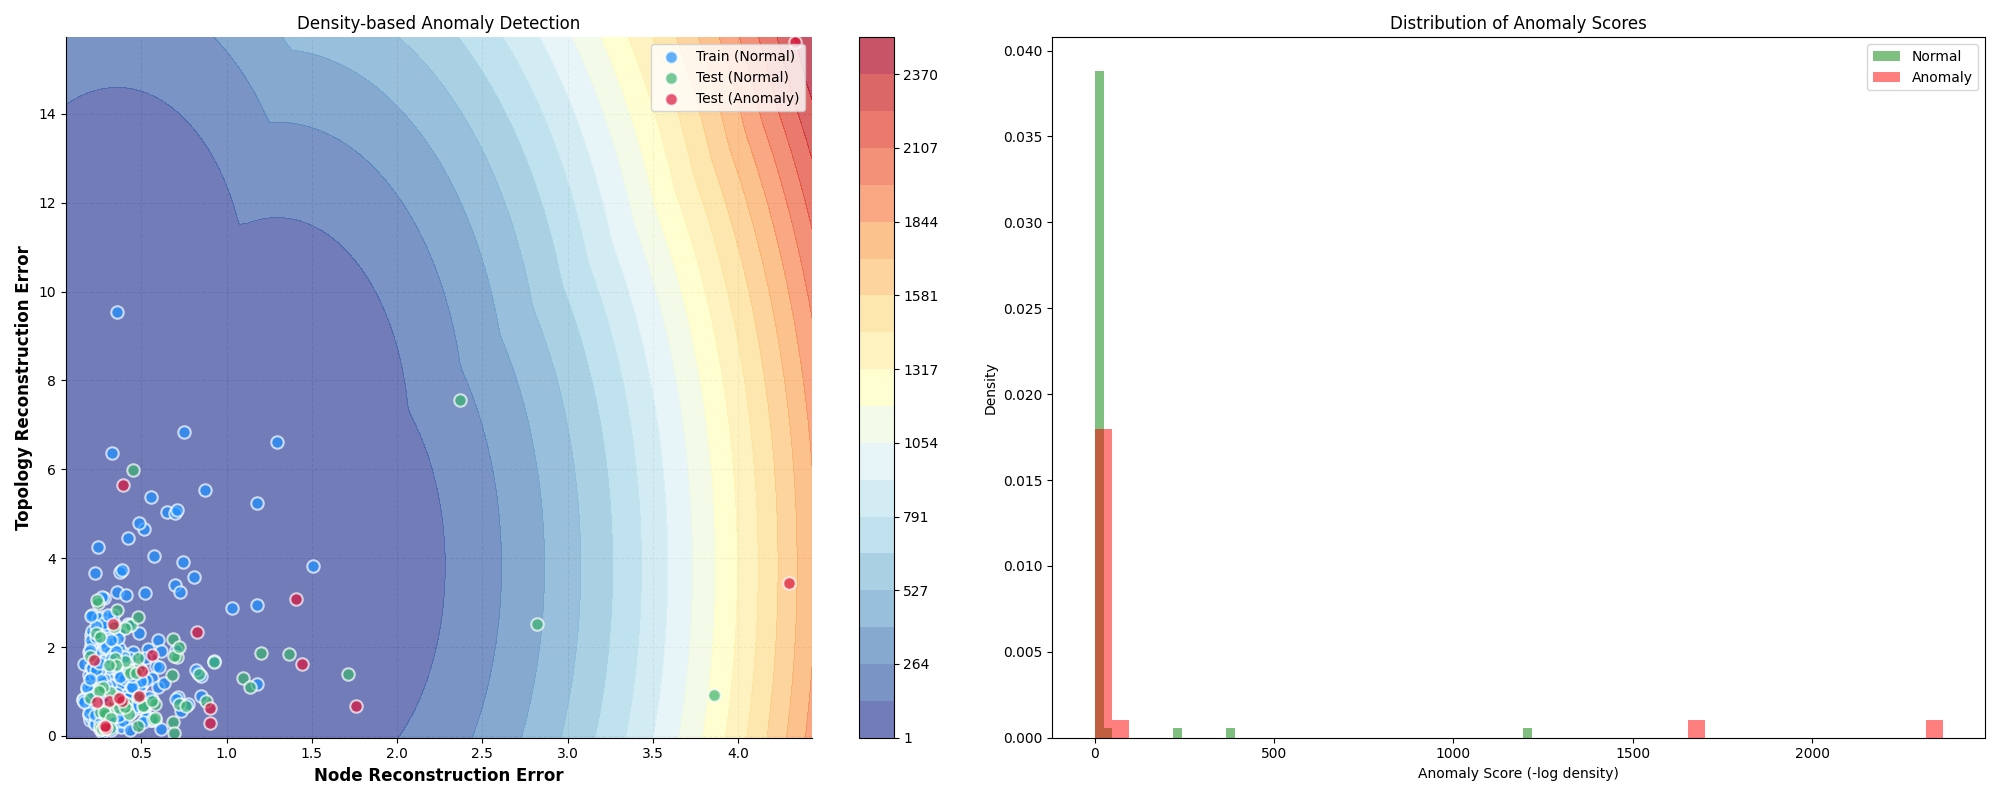 Density-based Anomaly Detection
Train (Normal)
Test (Normal)
Test (Anomaly)
Topology Reconstruction Error
14
12
10
8
6
4
2
0
0.5 1.0 1.5 2.0 2.5 3.0 3.5 4.0
Node Reconstruction Error
2370
2107
1844
1581
1317
1054
791
527
264
1
Distribution of Anomaly Scores
Normal
Anomaly
Density
0.040
0.035
0.030
0.025
0.020
0.015
0.010
0.005
0.000
0 500 1000 1500 2000
Anomaly Score (-log density)